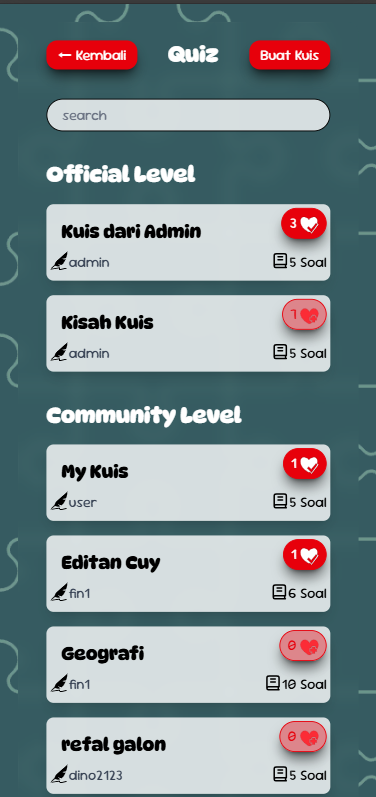 ← Kembali
Quiz
Buat Kuis
search
Official Level
Kuis dari Admin
3
admin
5 Soal
Kisah Kuis
1
admin
5 Soal
Community Level
My Kuis
1
user
5 Soal
Editan Cuy
1
fin1
6 Soal
Geografi
0
fin1
10 Soal
refal galon
0
dino2123
5 Soal